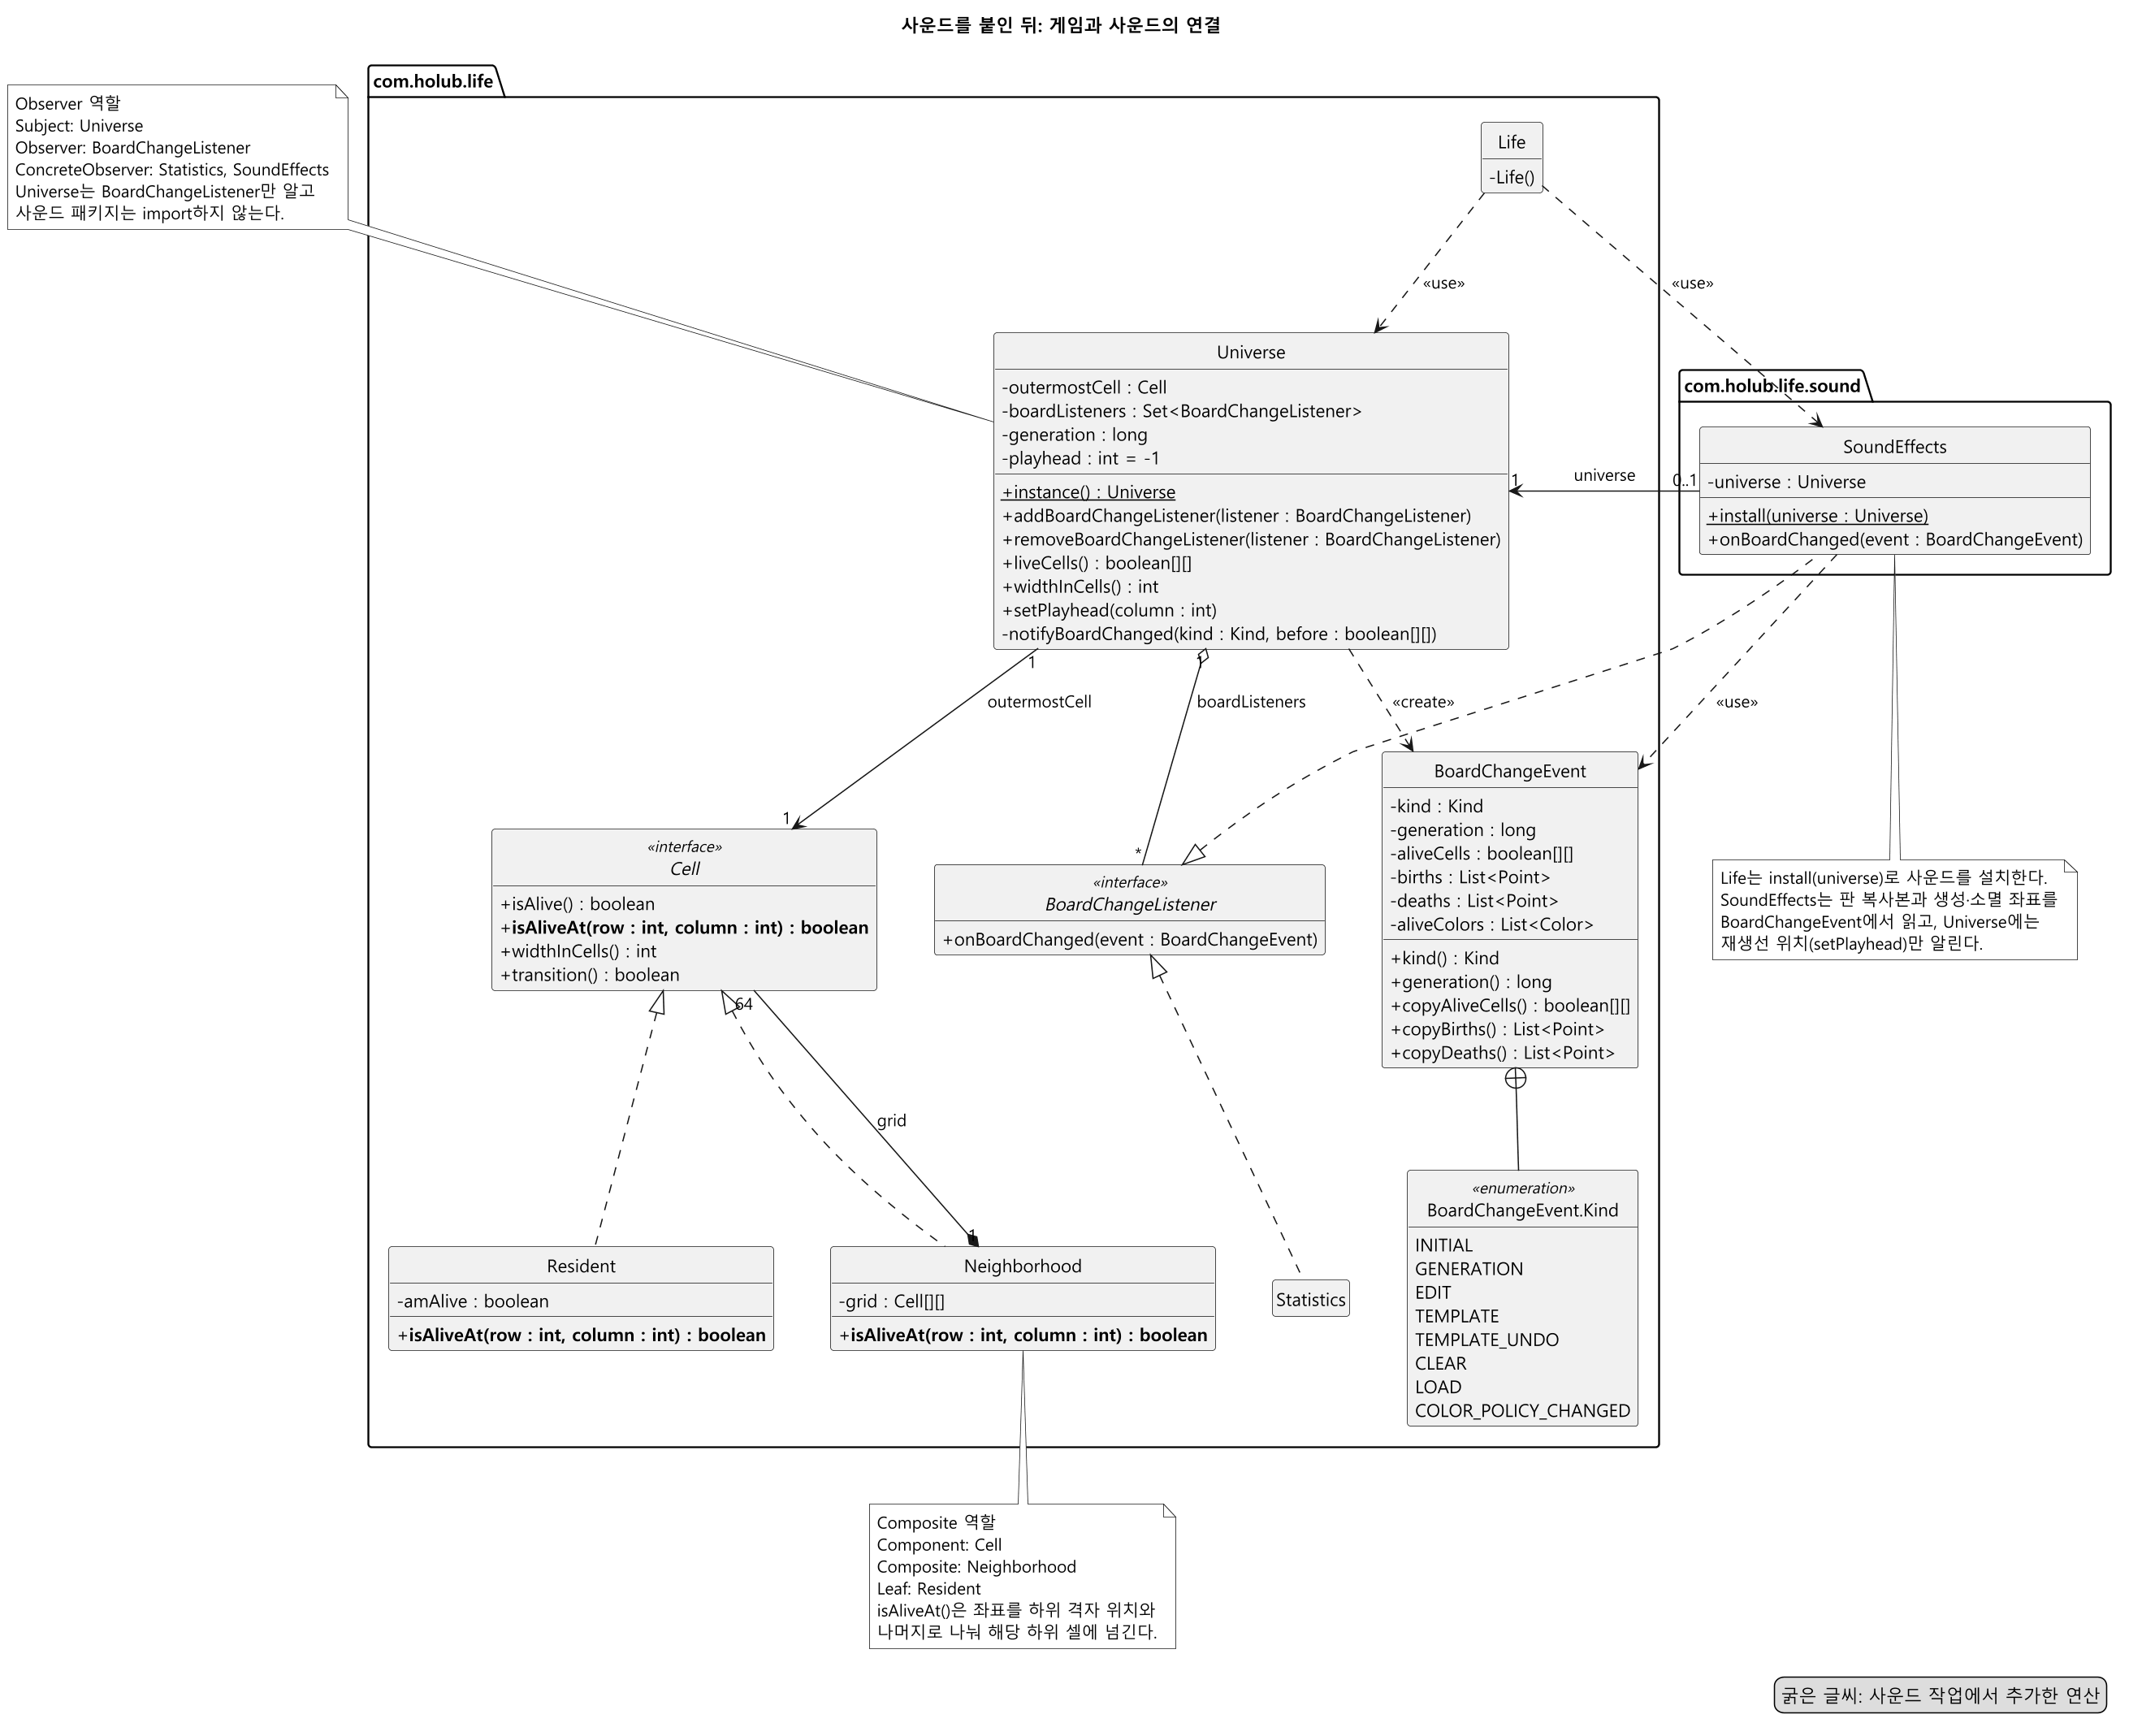 사운드를 붙인 뒤: 게임과 사운드의 연결
com.holub.life
Observer 역할
Subject: Universe
Observer: BoardChangeListener
ConcreteObserver: Statistics, SoundEffects
Universe는 BoardChangeListener만 알고
사운드 패키지는 import하지 않는다.
Life
-Life()
«use»
«use»
Universe
-outermostCell : Cell
-boardListeners : Set<BoardChangeListener>
-generation : long
-playhead : int = -1
+instance() : Universe
+addBoardChangeListener(listener : BoardChangeListener)
+removeBoardChangeListener(listener : BoardChangeListener)
+liveCells() : boolean[][]
+widthInCells() : int
+setPlayhead(column : int)
-notifyBoardChanged(kind : Kind, before : boolean[][])
com.holub.life.sound
SoundEffects
-universe : Universe
+install(universe : Universe)
+onBoardChanged(event : BoardChangeEvent)
1
universe
0..1
1
outermostCell
1
1
boardListeners
*
«create»
«use»
«interface»
Cell
+isAlive() : boolean
+isAliveAt(row : int, column : int) : boolean
+widthInCells() : int
+transition() : boolean
«interface»
BoardChangeListener
+onBoardChanged(event : BoardChangeEvent)
BoardChangeEvent
-kind : Kind
-generation : long
-aliveCells : boolean[][]
-births : List<Point>
-deaths : List<Point>
-aliveColors : List<Color>
+kind() : Kind
+generation() : long
+copyAliveCells() : boolean[][]
+copyBirths() : List<Point>
+copyDeaths() : List<Point>
Life는 install(universe)로 사운드를 설치한다.
SoundEffects는 판 복사본과 생성·소멸 좌표를
BoardChangeEvent에서 읽고, Universe에는
재생선 위치(setPlayhead)만 알린다.
64
grid
1
Resident
-amAlive : boolean
+isAliveAt(row : int, column : int) : boolean
Neighborhood
-grid : Cell[][]
+isAliveAt(row : int, column : int) : boolean
Statistics
«enumeration»
BoardChangeEvent.Kind
INITIAL
GENERATION
EDIT
TEMPLATE
TEMPLATE_UNDO
CLEAR
LOAD
COLOR_POLICY_CHANGED
Composite 역할
Component: Cell
Composite: Neighborhood
Leaf: Resident
isAliveAt()은 좌표를 하위 격자 위치와
나머지로 나눠 해당 하위 셀에 넘긴다.
굵은 글씨: 사운드 작업에서 추가한 연산